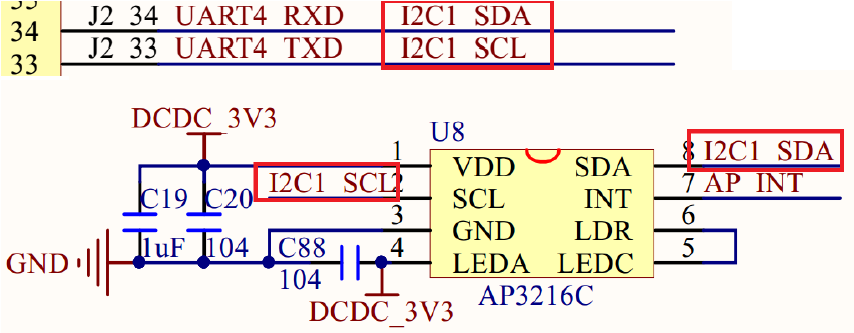 35
34 J2 34 UART4 RXD I2C1 SDA
33 J2 33 UART4 TXD I2C1 SCL
DCDC_3V3
U8
1 VDD SDA 8 I2C1 SDA
I2C1 SCL 2 SCL INT 7 AP INT
C19 C20 3 GND LDR 6
GND 1uF 104 C88 4 LEDA LEDC 5
104 AP3216C
DCDC_3V3